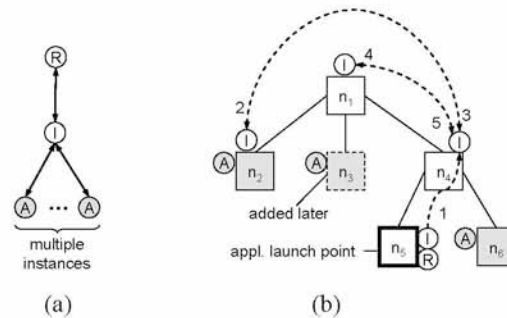 R
I
A ... A
multiple
instances
(a)
I 4
n1
2 3
5
I I
A n2 A n3 n4
added later
1
appl. launch point
n5 I A n6
R
(b)